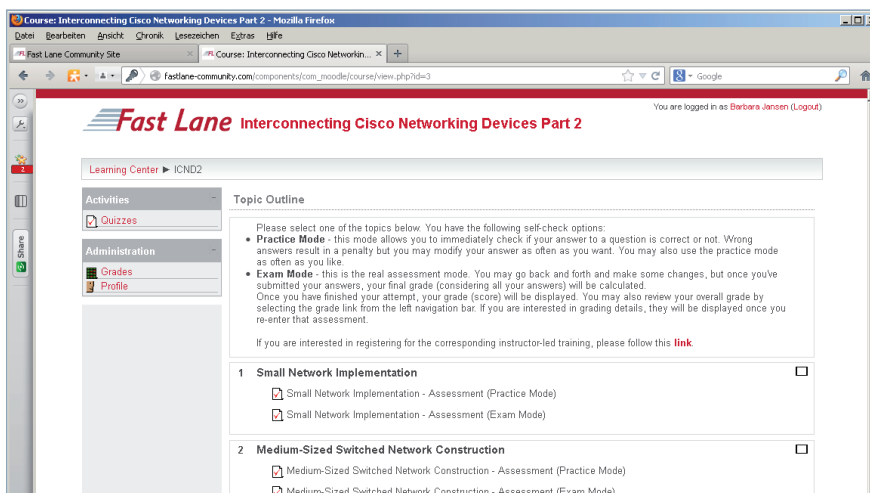 Course: Interconnecting Cisco Networking Devices Part 2 - Mozilla Firefox
Datei Bearbeiten Ansicht Chronik Lesezeichen Extras Hilfe
Fast Lane Community Site
Course: Interconnecting Cisco Networkin...
fastlane-community.com/components/com_moodle/course/view.php?id=3
Google
You are logged in as Barbara Jansen (Logout)
Fast Lane Interconnecting Cisco Networking Devices Part 2
Learning Center ► ICND2
2
Share
Activities
Quizzes
Administration
Grades
Profile
Topic Outline
Please select one of the topics below. You have the following self-check options:
• Practice Mode - this mode allows you to immediately check if your answer to a question is correct or not. Wrong
answers result in a penalty but you may modify your answer as often as you want. You may also use the practice mode
as often as you like.
• Exam Mode - this is the real assessment mode. You may go back and forth and make some changes, but once you've
submitted your answers, your final grade (considering all your answers) will be calculated.
Once you have finished your attempt, your grade (score) will be displayed. You may also review your overall grade by
selecting the grade link from the left navigation bar. If you are interested in grading details, they will be displayed once you
re-enter that assessment.
If you are interested in registering for the corresponding instructor-led training, please follow this link.
1 Small Network Implementation
Small Network Implementation - Assessment (Practice Mode)
Small Network Implementation - Assessment (Exam Mode)
2 Medium-Sized Switched Network Construction
Medium-Sized Switched Network Construction - Assessment (Practice Mode)
Medium-Sized Switched Network Construction - Assessment (Exam Mode)